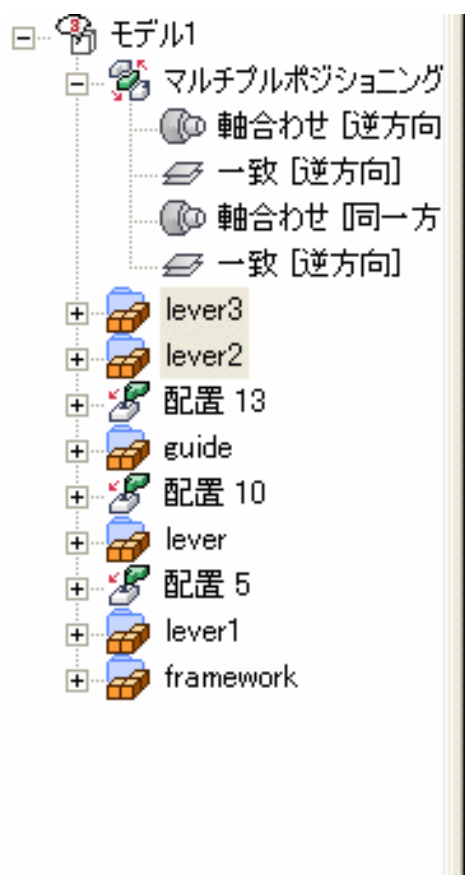 モデル1
マルチプルポジショニング
軸合わせ [逆方向
一致 [逆方向]
軸合わせ [同一方
一致 [逆方向]
lever3
lever2
配置 13
guide
配置 10
lever
配置 5
lever1
framework